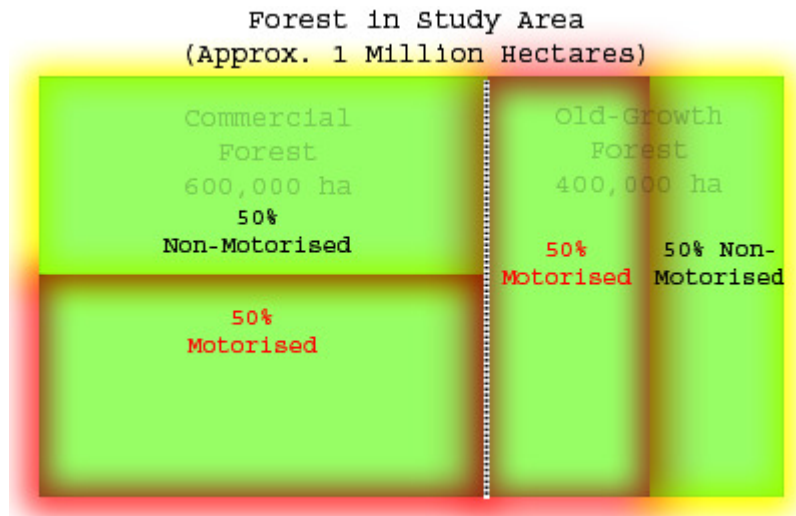 Forest in Study Area
(Approx. 1 Million Hectares)
Commercial
Forest
600,000 ha
50%
Non-Motorised
50%
Motorised
Old-Growth
Forest
400,000 ha
50%
Motorised
50% Non-
Motorised